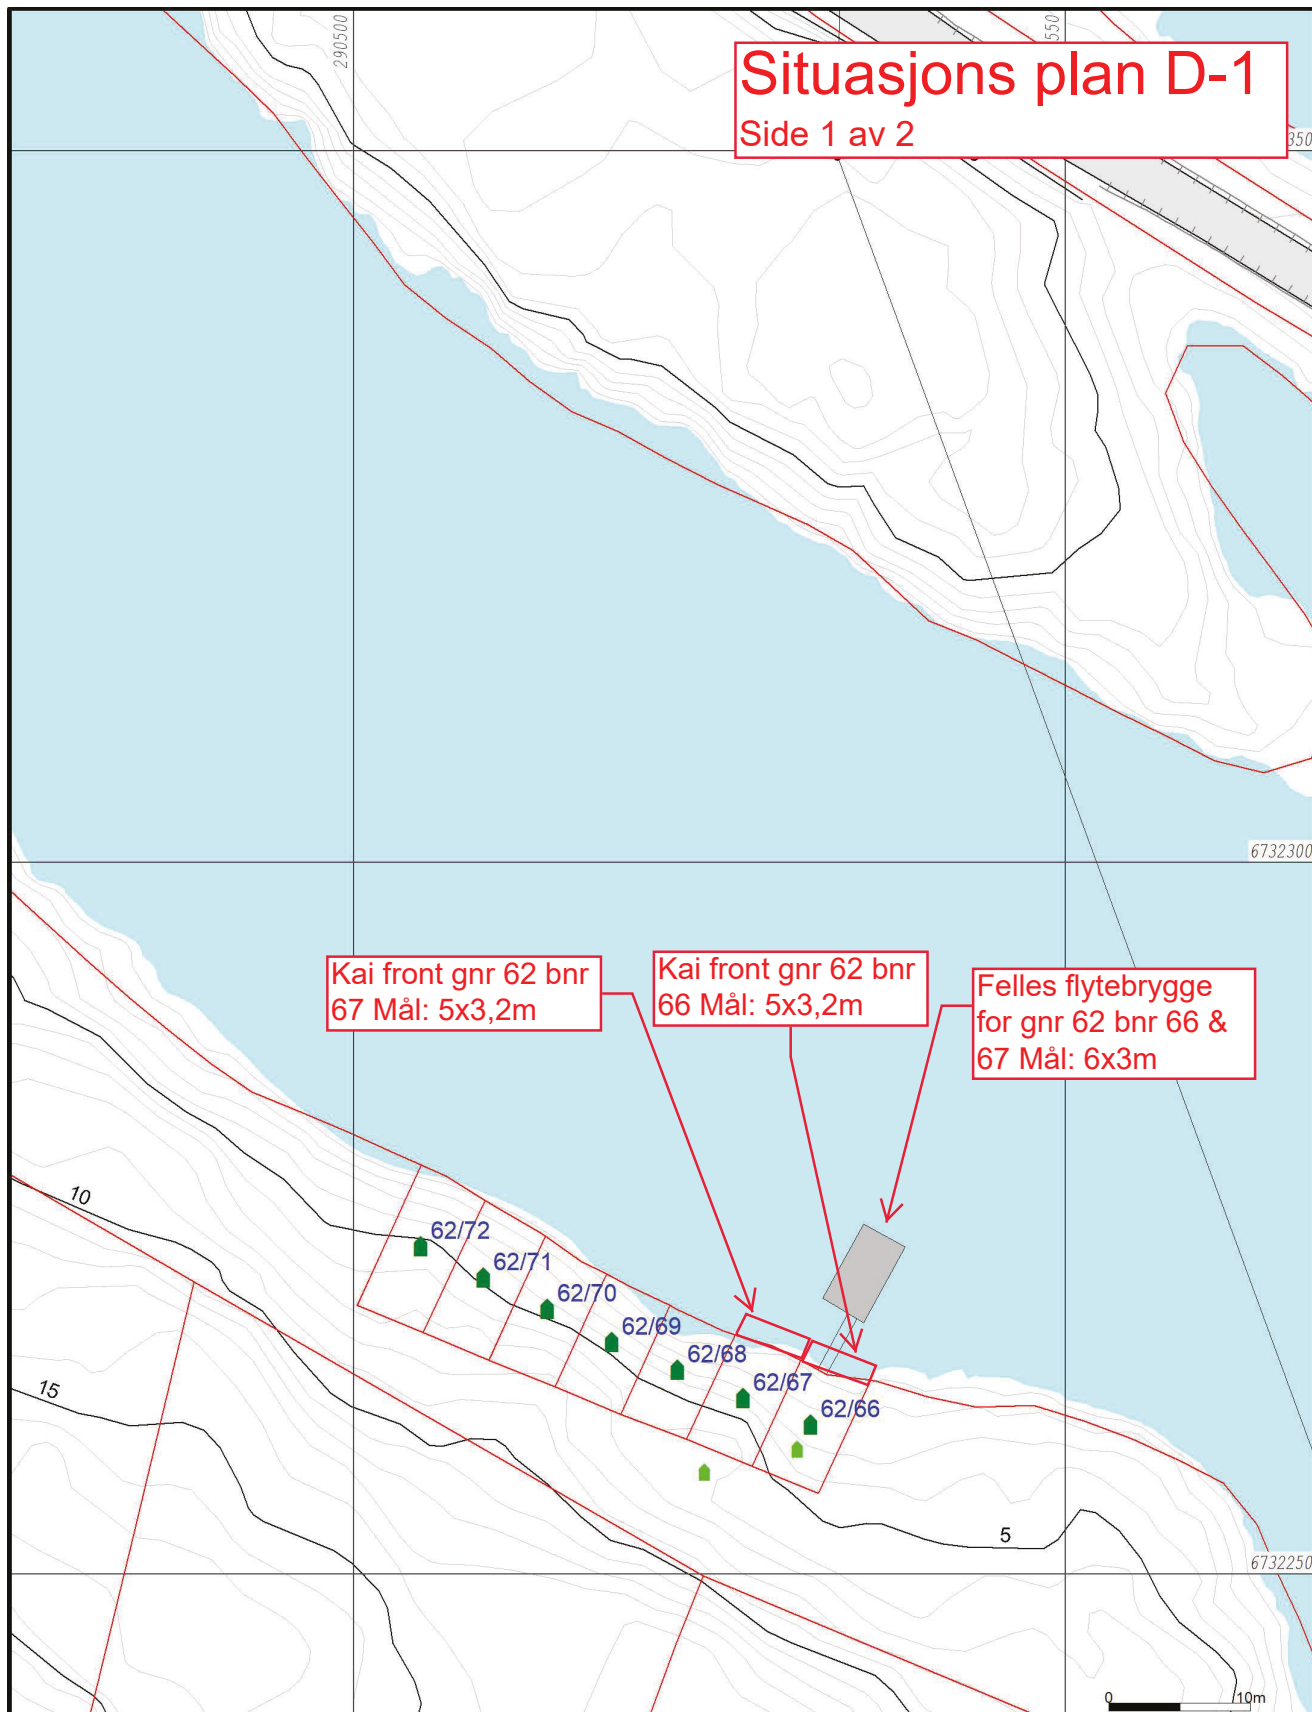 290500
550
Situasjons plan D-1
Side 1 av 2
350
6732300
Kai front gnr 62 bnr
67 Mål: 5x3,2m
Kai front gnr 62 bnr
66 Mål: 5x3,2m
Felles flytebrygge
for gnr 62 bnr 66 &
67 Mål: 6x3m
10
62/72
62/71
62/70
62/69
62/68
62/67
62/66
15
5
6732250
0
10m